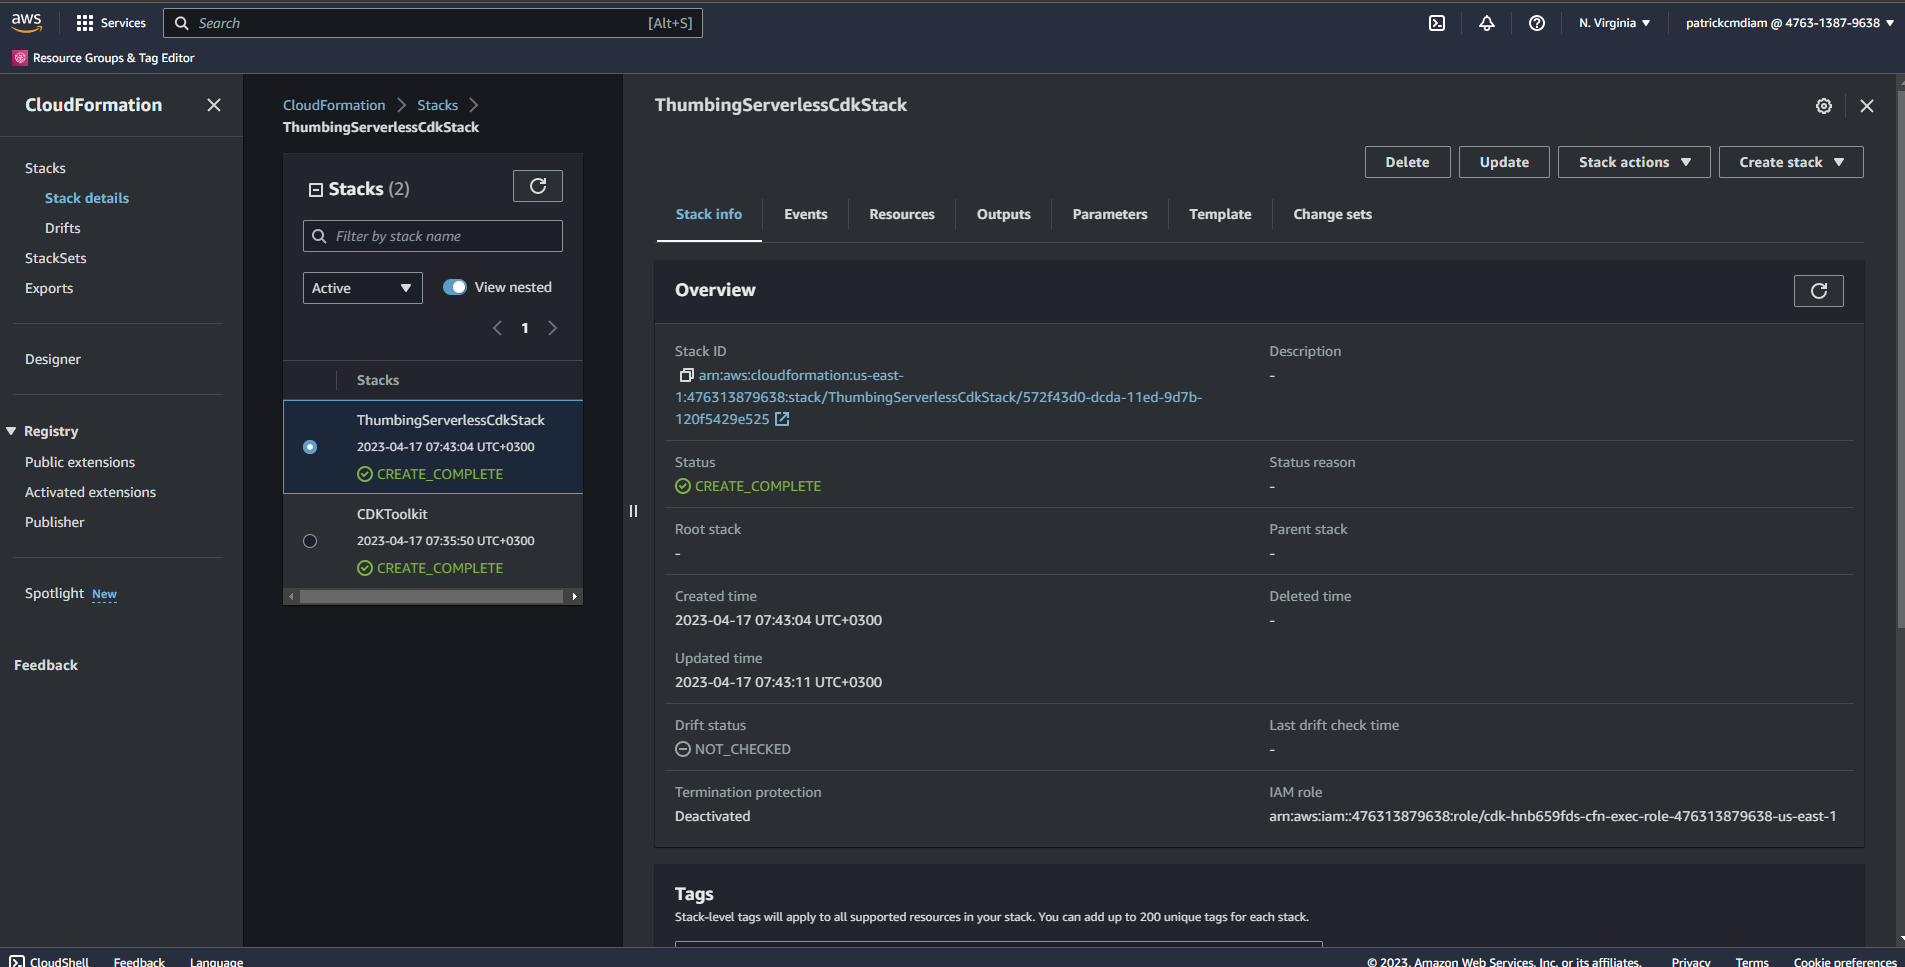 aws
Services
Search
[Alt+S]
N. Virginia
patrickcmdiam @ 4763-1387-9638
Resource Groups & Tag Editor
CloudFormation
Stacks
Stack details
Drifts
StackSets
Exports
Designer
Registry
Public extensions
Activated extensions
Publisher
Spotlight New
Feedback
CloudFormation
Stacks
ThumbingServerlessCdkStack
Stacks (2)
Filter by stack name
Active
View nested
1
Stacks
ThumbingServerlessCdkStack
2023-04-17 07:43:04 UTC+0300
CREATE_COMPLETE
CDKToolkit
2023-04-17 07:35:50 UTC+0300
CREATE_COMPLETE
ThumbingServerlessCdkStack
Delete
Update
Stack actions
Create stack
Stack info
Events
Resources
Outputs
Parameters
Template
Change sets
Overview
Stack ID
arn:aws:cloudformation:us-east-
1:476313879638:stack/ThumbingServerlessCdkStack/572f43d0-dcda-11ed-9d7b-
120f5429e525
Description
-
Status
CREATE_COMPLETE
Status reason
-
Root stack
-
Parent stack
-
Created time
2023-04-17 07:43:04 UTC+0300
Deleted time
-
Updated time
2023-04-17 07:43:11 UTC+0300
Drift status
NOT_CHECKED
Last drift check time
-
Termination protection
Deactivated
IAM role
arn:aws:iam::476313879638:role/cdk-hnb659fds-cfn-exec-role-476313879638-us-east-1
Tags
Stack-level tags will apply to all supported resources in your stack. You can add up to 200 unique tags for each stack.
CloudShell
Feedback
Language
© 2023, Amazon Web Services, Inc. or its affiliates.
Privacy
Terms
Cookie preferences